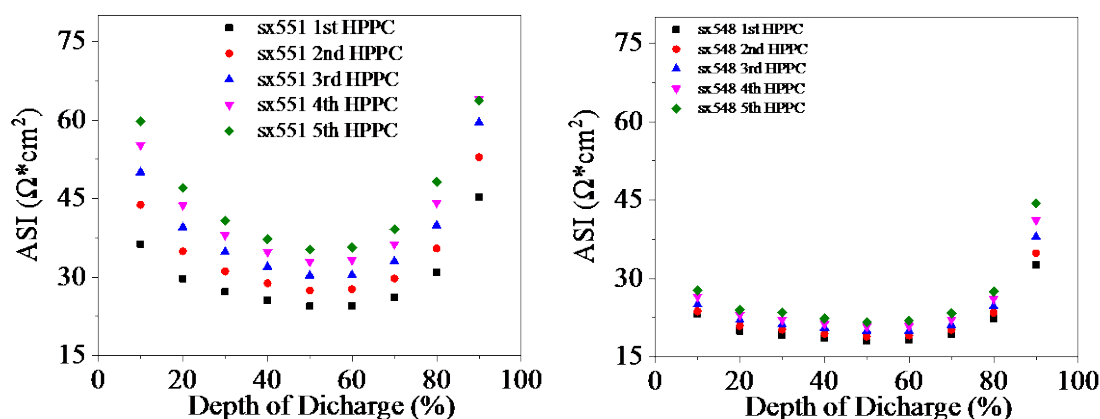 75
60
45
30
15
ASI (Ω*cm²)
sx551 1st HPPC
sx551 2nd HPPC
sx551 3rd HPPC
sx551 4th HPPC
sx551 5th HPPC
0 20 40 60 80 100
Depth of Dicharge (%)
75
60
45
30
15
ASI (Ω*cm²)
sx548 1st HPPC
sx548 2nd HPPC
sx548 3rd HPPC
sx548 4th HPPC
sx548 5th HPPC
0 20 40 60 80 100
Depth of Dicharge (%)